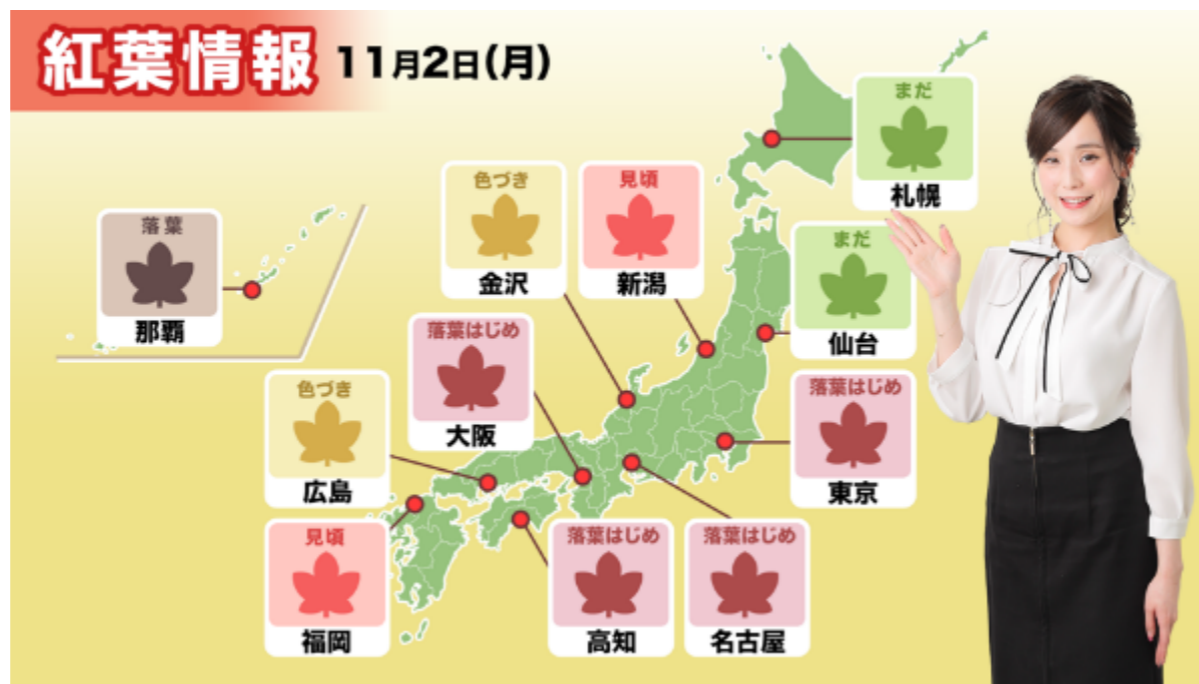 紅葉情報 11月2日(月)
まだ
札幌
色づき
金沢
見頃
新潟
落葉
那覇
まだ
仙台
落葉はじめ
大阪
色づき
広島
落葉はじめ
東京
見頃
福岡
落葉はじめ
高知
落葉はじめ
名古屋